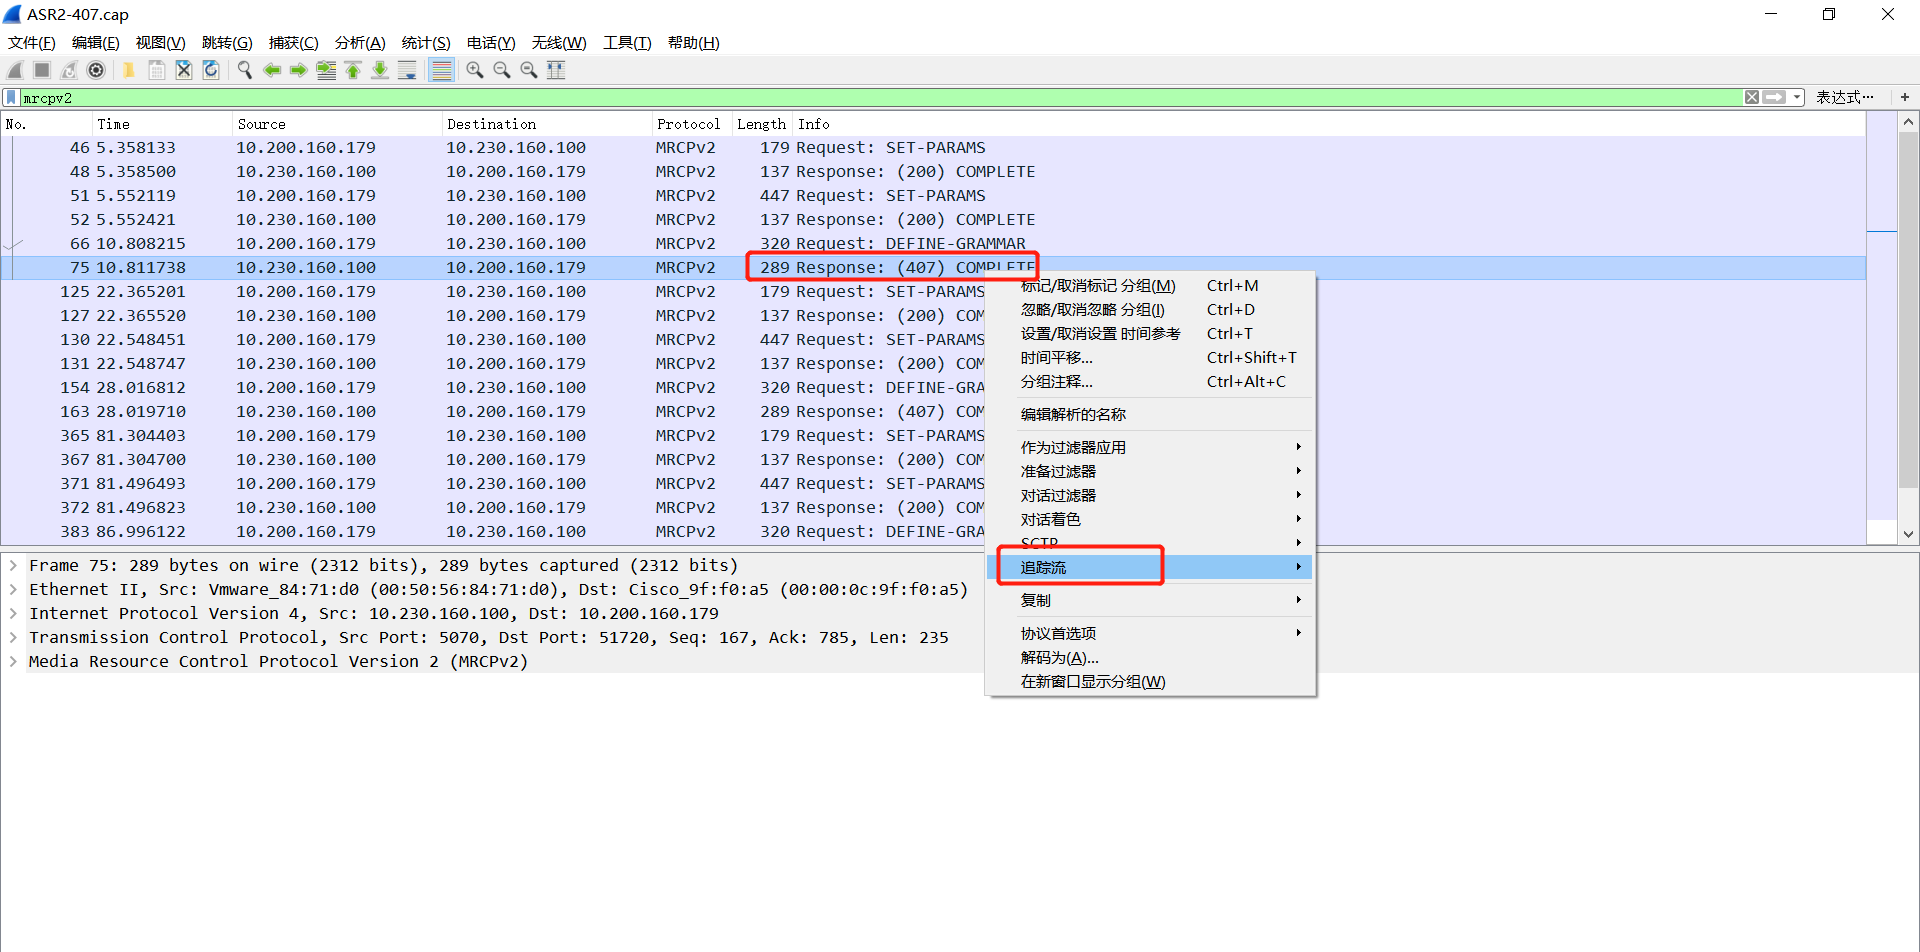 ASR2-407.cap
文件(F) 编辑(E) 视图(V) 跳转(G) 捕获(C) 分析(A) 统计(S) 电话(Y) 无线(W) 工具(T) 帮助(H)
mrcpv2 表达式… +
No. Time Source Destination Protocol Length Info
46 5.358133 10.200.160.179 10.230.160.100 MRCPv2 179 Request: SET-PARAMS
48 5.358500 10.230.160.100 10.200.160.179 MRCPv2 137 Response: (200) COMPLETE
51 5.552119 10.200.160.179 10.230.160.100 MRCPv2 447 Request: SET-PARAMS
52 5.552421 10.230.160.100 10.200.160.179 MRCPv2 137 Response: (200) COMPLETE
66 10.808215 10.200.160.179 10.230.160.100 MRCPv2 320 Request: DEFINE-GRAMMAR
75 10.811738 10.230.160.100 10.200.160.179 MRCPv2 289 Response: (407) COMPLETE
125 22.365201 10.200.160.179 10.230.160.100 MRCPv2 179 Request: SET-PARAMS
127 22.365520 10.230.160.100 10.200.160.179 MRCPv2 137 Response: (200) COM
130 22.548451 10.200.160.179 10.230.160.100 MRCPv2 447 Request: SET-PARAMS
131 22.548747 10.230.160.100 10.200.160.179 MRCPv2 137 Response: (200) COM
154 28.016812 10.200.160.179 10.230.160.100 MRCPv2 320 Request: DEFINE-GRA
163 28.019710 10.230.160.100 10.200.160.179 MRCPv2 289 Response: (407) COM
365 81.304403 10.200.160.179 10.230.160.100 MRCPv2 179 Request: SET-PARAMS
367 81.304700 10.230.160.100 10.200.160.179 MRCPv2 137 Response: (200) COM
371 81.496493 10.200.160.179 10.230.160.100 MRCPv2 447 Request: SET-PARAMS
372 81.496823 10.230.160.100 10.200.160.179 MRCPv2 137 Response: (200) COM
383 86.996122 10.200.160.179 10.230.160.100 MRCPv2 320 Request: DEFINE-GRA
标记/取消标记 分组(M) Ctrl+M
忽略/取消忽略 分组(I) Ctrl+D
设置/取消设置 时间参考 Ctrl+T
时间平移... Ctrl+Shift+T
分组注释... Ctrl+Alt+C
编辑解析的名称
作为过滤器应用
准备过滤器
对话过滤器
对话着色
SCTP
追踪流
复制
协议首选项
解码为(A)...
在新窗口显示分组(W)
Frame 75: 289 bytes on wire (2312 bits), 289 bytes captured (2312 bits)
Ethernet II, Src: Vmware_84:71:d0 (00:50:56:84:71:d0), Dst: Cisco_9f:f0:a5 (00:00:0c:9f:f0:a5)
Internet Protocol Version 4, Src: 10.230.160.100, Dst: 10.200.160.179
Transmission Control Protocol, Src Port: 5070, Dst Port: 51720, Seq: 167, Ack: 785, Len: 235
Media Resource Control Protocol Version 2 (MRCPv2)